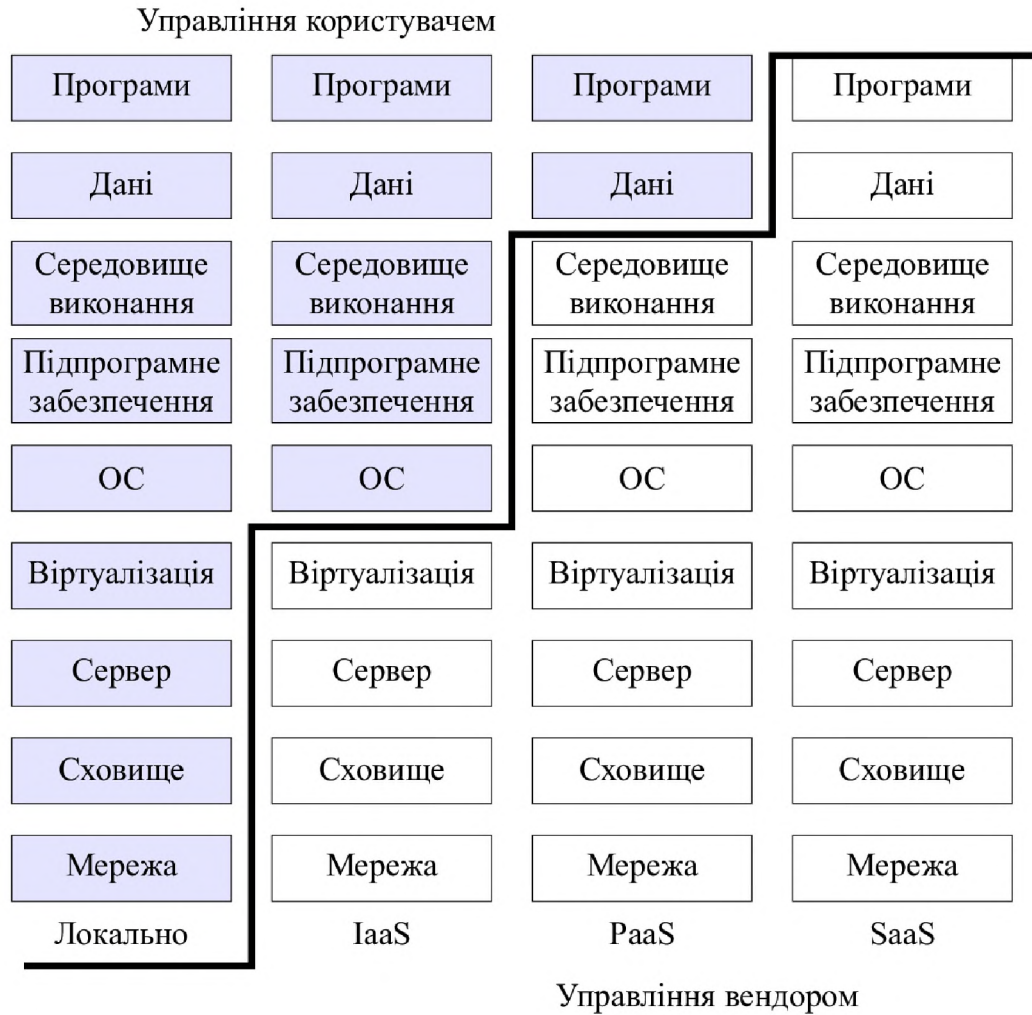 Управління користувачем
Програми Програми Програми Програми
Дані Дані Дані Дані
Середовище Середовище Середовище Середовище
виконання виконання виконання виконання
Підпрограмне Підпрограмне Підпрограмне Підпрограмне
забезпечення забезпечення забезпечення забезпечення
ОС ОС ОС ОС
Віртуалізація Віртуалізація Віртуалізація Віртуалізація
Сервер Сервер Сервер Сервер
Сховище Сховище Сховище Сховище
Мережа Мережа Мережа Мережа
Локально IaaS PaaS SaaS
Управління вендором